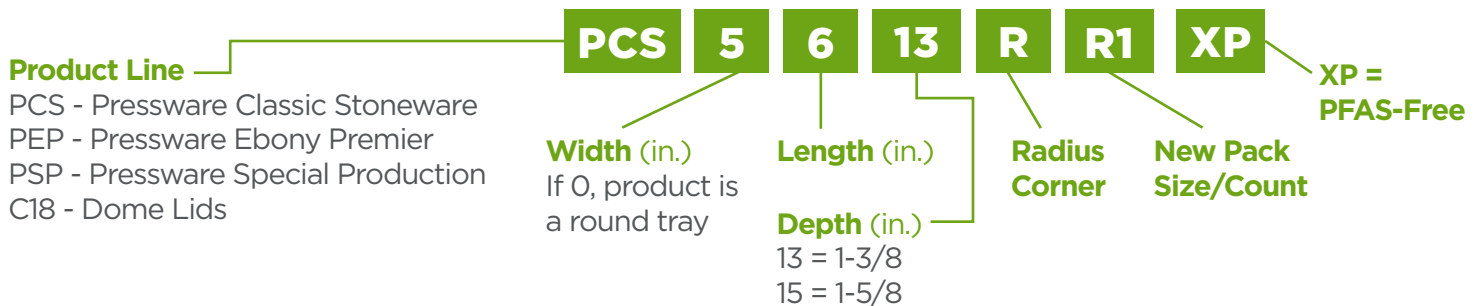 PCS 5 6 13 R R1 XP
Product Line
PCS - Pressware Classic Stoneware
PEP - Pressware Ebony Premier
PSP - Pressware Special Production
C18 - Dome Lids
Width (in.)
If 0, product is
a round tray
Length (in.)
Depth (in.)
13 = 1-3/8
15 = 1-5/8
Radius
Corner
New Pack
Size/Count
XP =
PFAS-Free